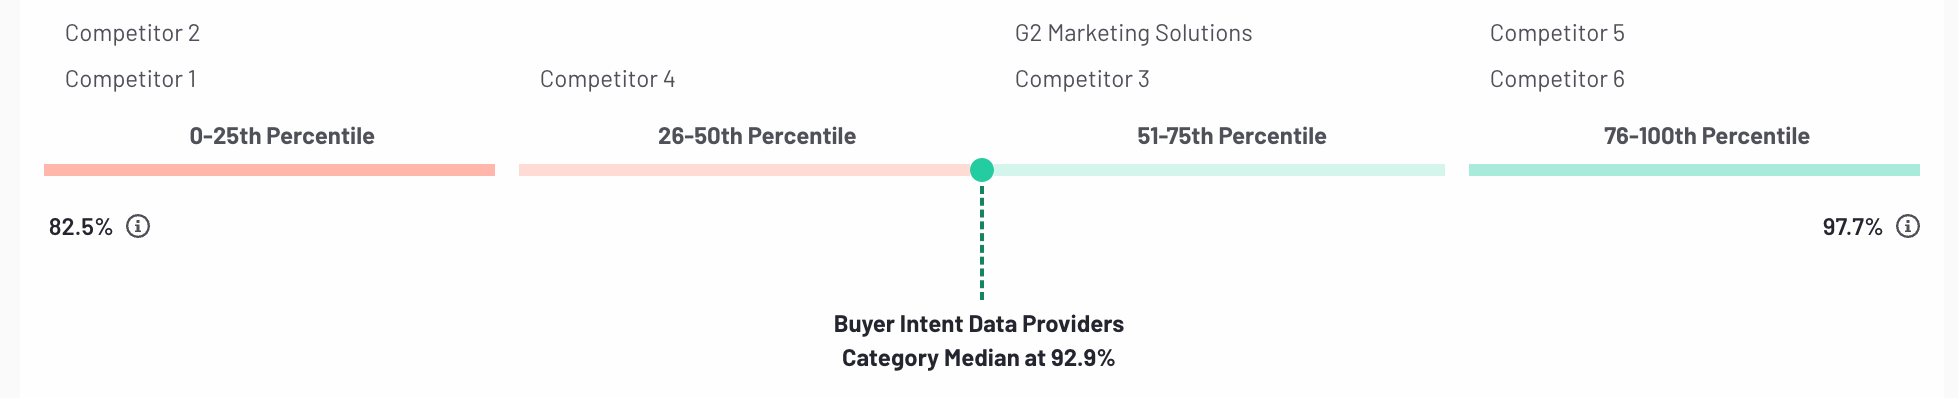 Competitor 2
G2 Marketing Solutions
Competitor 5
Competitor 1
Competitor 4
Competitor 3
Competitor 6
0-25th Percentile
26-50th Percentile
51-75th Percentile
76-100th Percentile
82.5%
97.7%
Buyer Intent Data Providers
Category Median at 92.9%